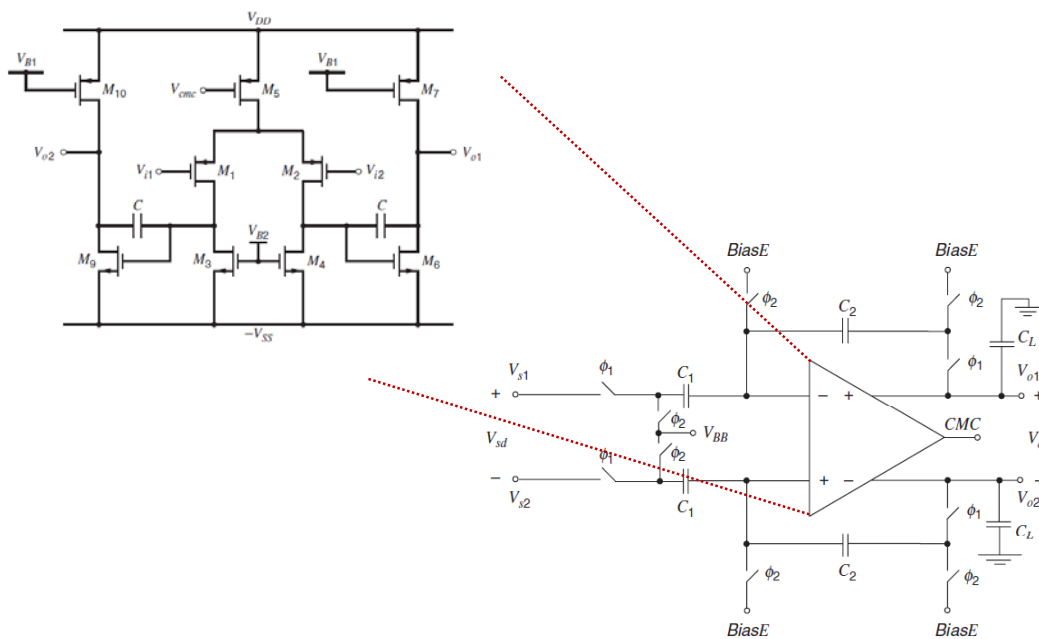 V_DD
V_B1
M_10
V_cmc
M_5
V_B1
M_7
V_o2
V_i1
M_1
M_2
V_i2
V_o1
C
C
V_B2
M_9
M_3
M_4
M_6
-V_SS
BiasE
BiasE
ϕ_2
C_2
ϕ_2
C_L
V_s1
ϕ_1
C_1
ϕ_1
V_o1
+
− +
+
ϕ_2
CMC
V_sd
V_BB
V_o
ϕ_1
ϕ_2
−
+ −
−
V_s2
C_1
V_o2
ϕ_1
C_L
C_2
ϕ_2
ϕ_2
BiasE
BiasE